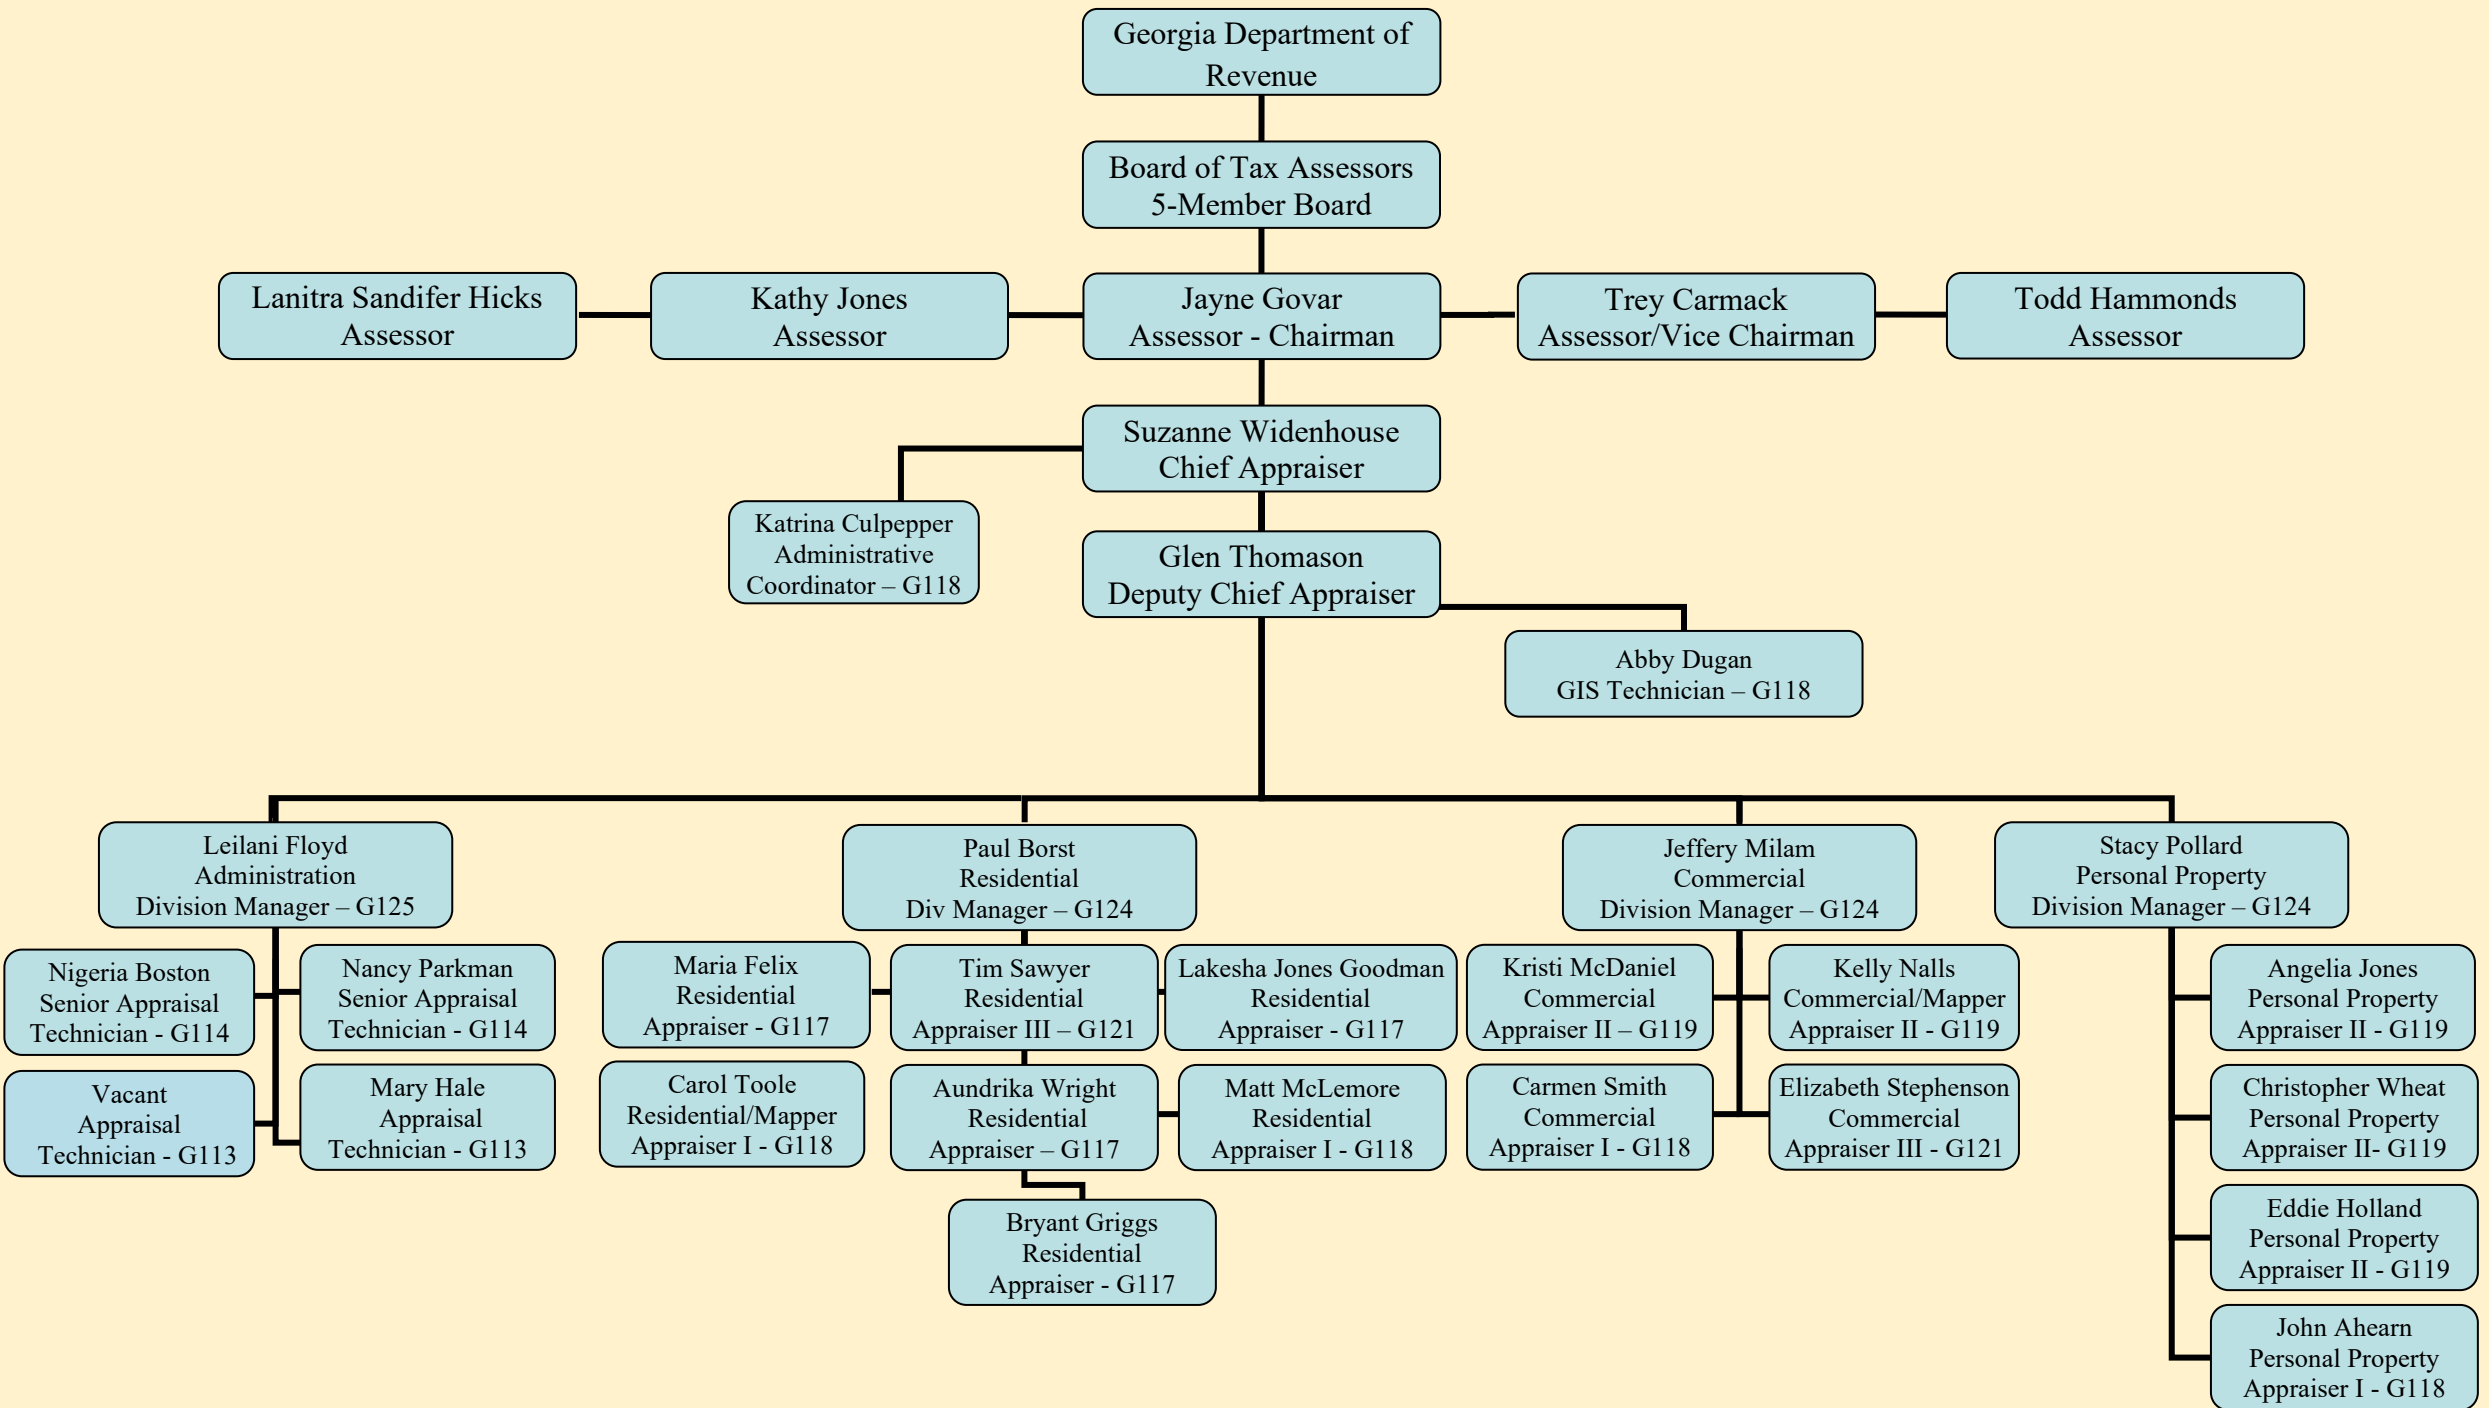 Georgia Department of
Revenue
Board of Tax Assessors
5-Member Board
Lanitra Sandifer Hicks
Assessor
Kathy Jones
Assessor
Jayne Govar
Assessor - Chairman
Trey Carmack
Assessor/Vice Chairman
Todd Hammonds
Assessor
Suzanne Widenhouse
Chief Appraiser
Katrina Culpepper
Administrative
Coordinator – G118
Glen Thomason
Deputy Chief Appraiser
Abby Dugan
GIS Technician – G118
Leilani Floyd
Administration
Division Manager – G125
Paul Borst
Residential
Div Manager – G124
Jeffery Milam
Commercial
Division Manager – G124
Stacy Pollard
Personal Property
Division Manager – G124
Nigeria Boston
Senior Appraisal
Technician - G114
Nancy Parkman
Senior Appraisal
Technician - G114
Maria Felix
Residential
Appraiser - G117
Tim Sawyer
Residential
Appraiser III – G121
Lakesha Jones Goodman
Residential
Appraiser - G117
Kristi McDaniel
Commercial
Appraiser II – G119
Kelly Nalls
Commercial/Mapper
Appraiser II - G119
Angelia Jones
Personal Property
Appraiser II - G119
Vacant
Appraisal
Technician - G113
Mary Hale
Appraisal
Technician - G113
Carol Toole
Residential/Mapper
Appraiser I - G118
Aundrika Wright
Residential
Appraiser – G117
Matt McLemore
Residential
Appraiser I - G118
Carmen Smith
Commercial
Appraiser I - G118
Elizabeth Stephenson
Commercial
Appraiser III - G121
Christopher Wheat
Personal Property
Appraiser II- G119
Bryant Griggs
Residential
Appraiser - G117
Eddie Holland
Personal Property
Appraiser II - G119
John Ahearn
Personal Property
Appraiser I - G118